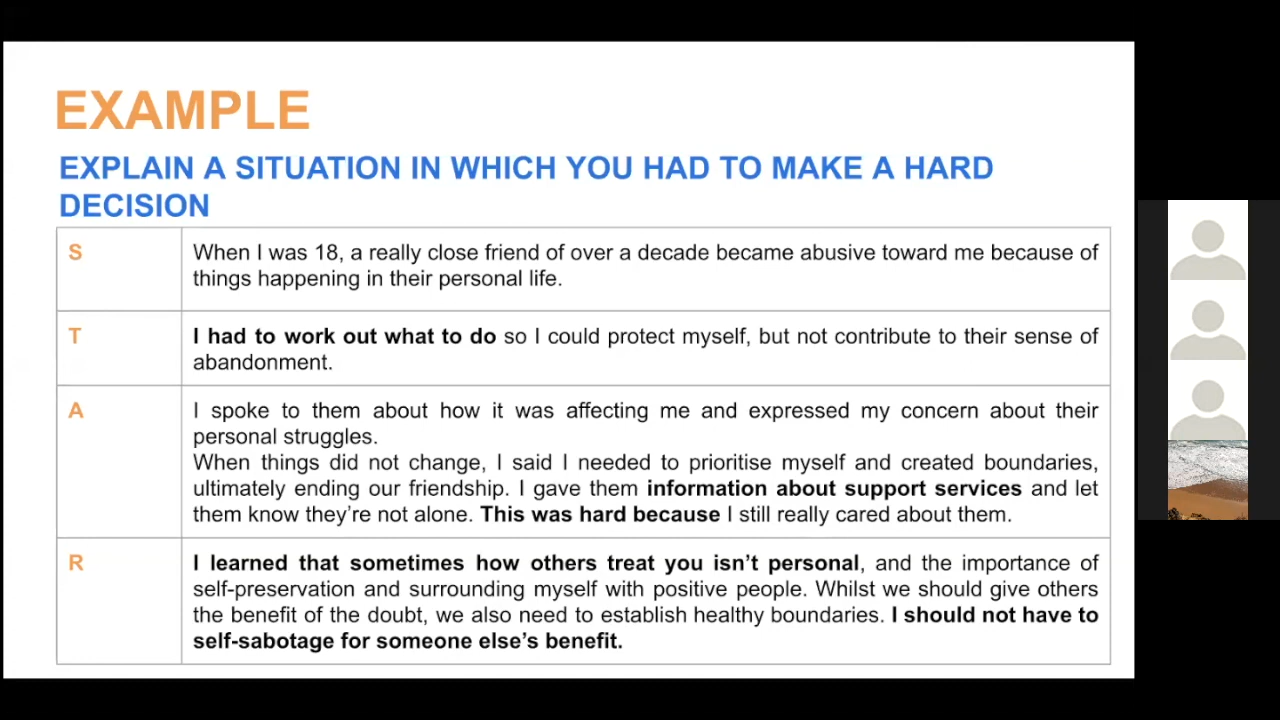 EXAMPLE
EXPLAIN A SITUATION IN WHICH YOU HAD TO MAKE A HARD
DECISION
S
When I was 18, a really close friend of over a decade became abusive toward me because of
things happening in their personal life.
T
I had to work out what to do so I could protect myself, but not contribute to their sense of
abandonment.
A
I spoke to them about how it was affecting me and expressed my concern about their
personal struggles.
When things did not change, I said I needed to prioritise myself and created boundaries,
ultimately ending our friendship. I gave them information about support services and let
them know they’re not alone. This was hard because I still really cared about them.
R
I learned that sometimes how others treat you isn’t personal, and the importance of
self-preservation and surrounding myself with positive people. Whilst we should give others
the benefit of the doubt, we also need to establish healthy boundaries. I should not have to
self-sabotage for someone else’s benefit.